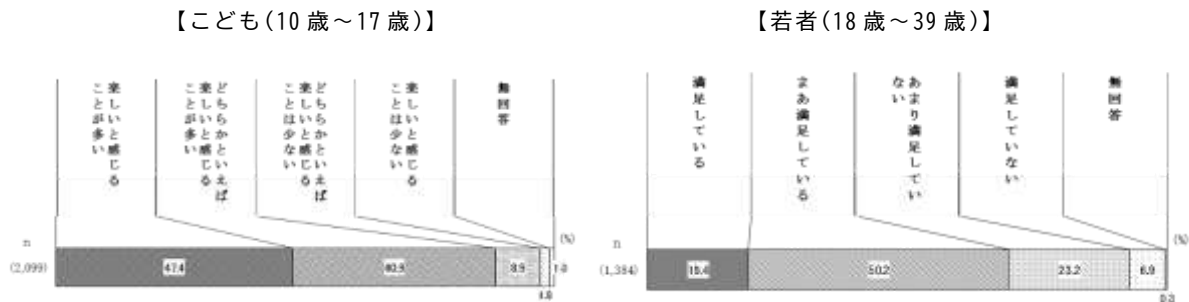 【こども(10歳~17歳)】
楽しいと感じる
ことが多い
どちらかといえば
楽しいと感じる
ことが多い
どちらかといえば
楽しいと感じる
ことは少ない
楽しいと感じる
ことは少ない
無回答
(%)
n
(2,099)
47.4
8.9
【若者(18歳~39歳)】
満足している
まあ満足している
あまり満足してい
ない
満足していない
無回答
(%)
n
(1,384)
50.2
23.2
6.9
0.3